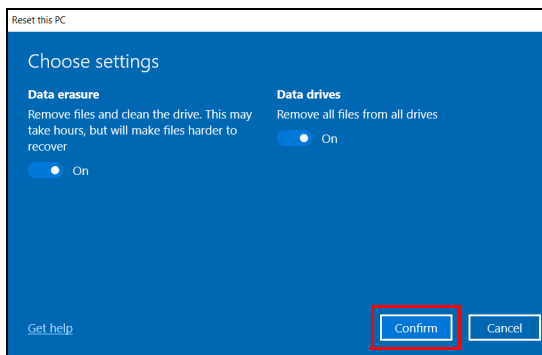 Reset this PC
Choose settings
Data erasure
Remove files and clean the drive. This may
take hours, but will make files harder to
recover
On
Data drives
Remove all files from all drives
On
Get help
Confirm
Cancel